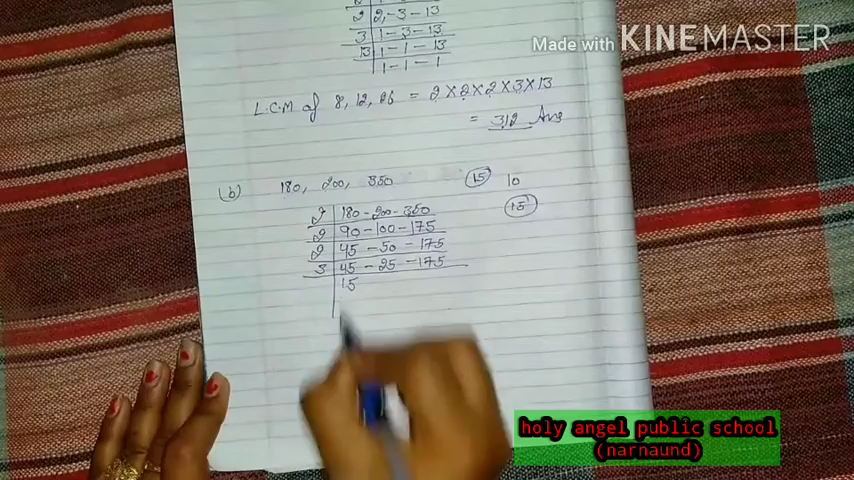 2 2 - 3 - 13
3 1 - 3 - 13
13 1 - 1 - 13
1 - 1 - 1
Made with KINEMASTER
L.C.M of 8, 12, 26 = 2 X 2 X 2 X 3 X 13
= 312 Ans
(b) 180, 200, 350 15 10
15
2 180 - 200 - 350
2 90 - 100 - 175
2 45 - 50 - 175
3 45 - 25 - 175
15
holy angel public school
(narnaund)